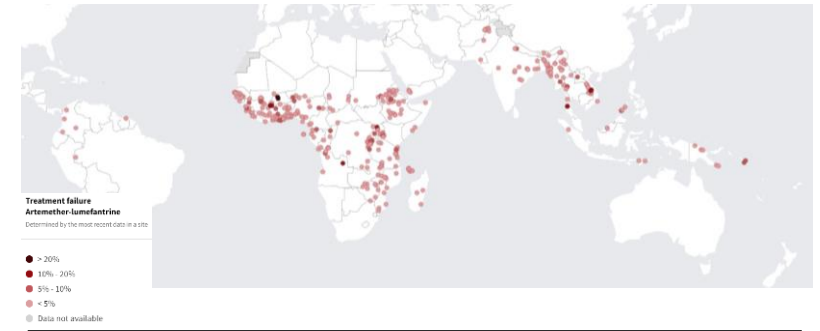 Treatment failure
Artemether-lumefantrine
Determined by the most recent data in a site
> 20%
10% - 20%
5% - 10%
< 5%
Data not available